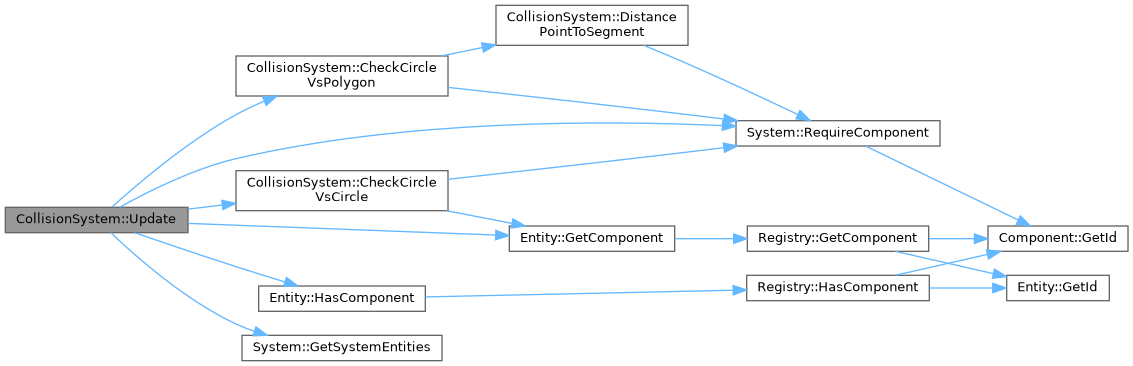 CollisionSystem::Distance
PointToSegment
CollisionSystem::CheckCircle
VsPolygon
System::RequireComponent
CollisionSystem::CheckCircle
VsCircle
CollisionSystem::Update
Entity::GetComponent
Registry::GetComponent
Component::GetId
Entity::HasComponent
Registry::HasComponent
Entity::GetId
System::GetSystemEntities